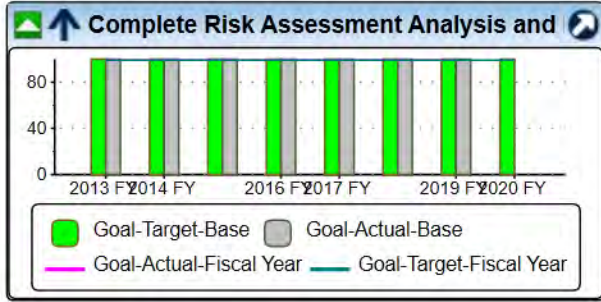 Complete Risk Assessment Analysis and
80
40
0
2013 FY 2014 FY 2016 FY 2017 FY 2019 FY 2020 FY
Goal-Target-Base Goal-Actual-Base
Goal-Actual-Fiscal Year Goal-Target-Fiscal Year